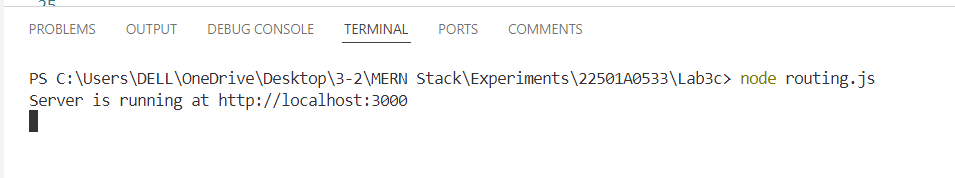 25
PROBLEMS OUTPUT DEBUG CONSOLE TERMINAL PORTS COMMENTS
PS C:\Users\DELL\OneDrive\Desktop\3-2\MERN Stack\Experiments\22501A0533\Lab3c> node routing.js
Server is running at http://localhost:3000